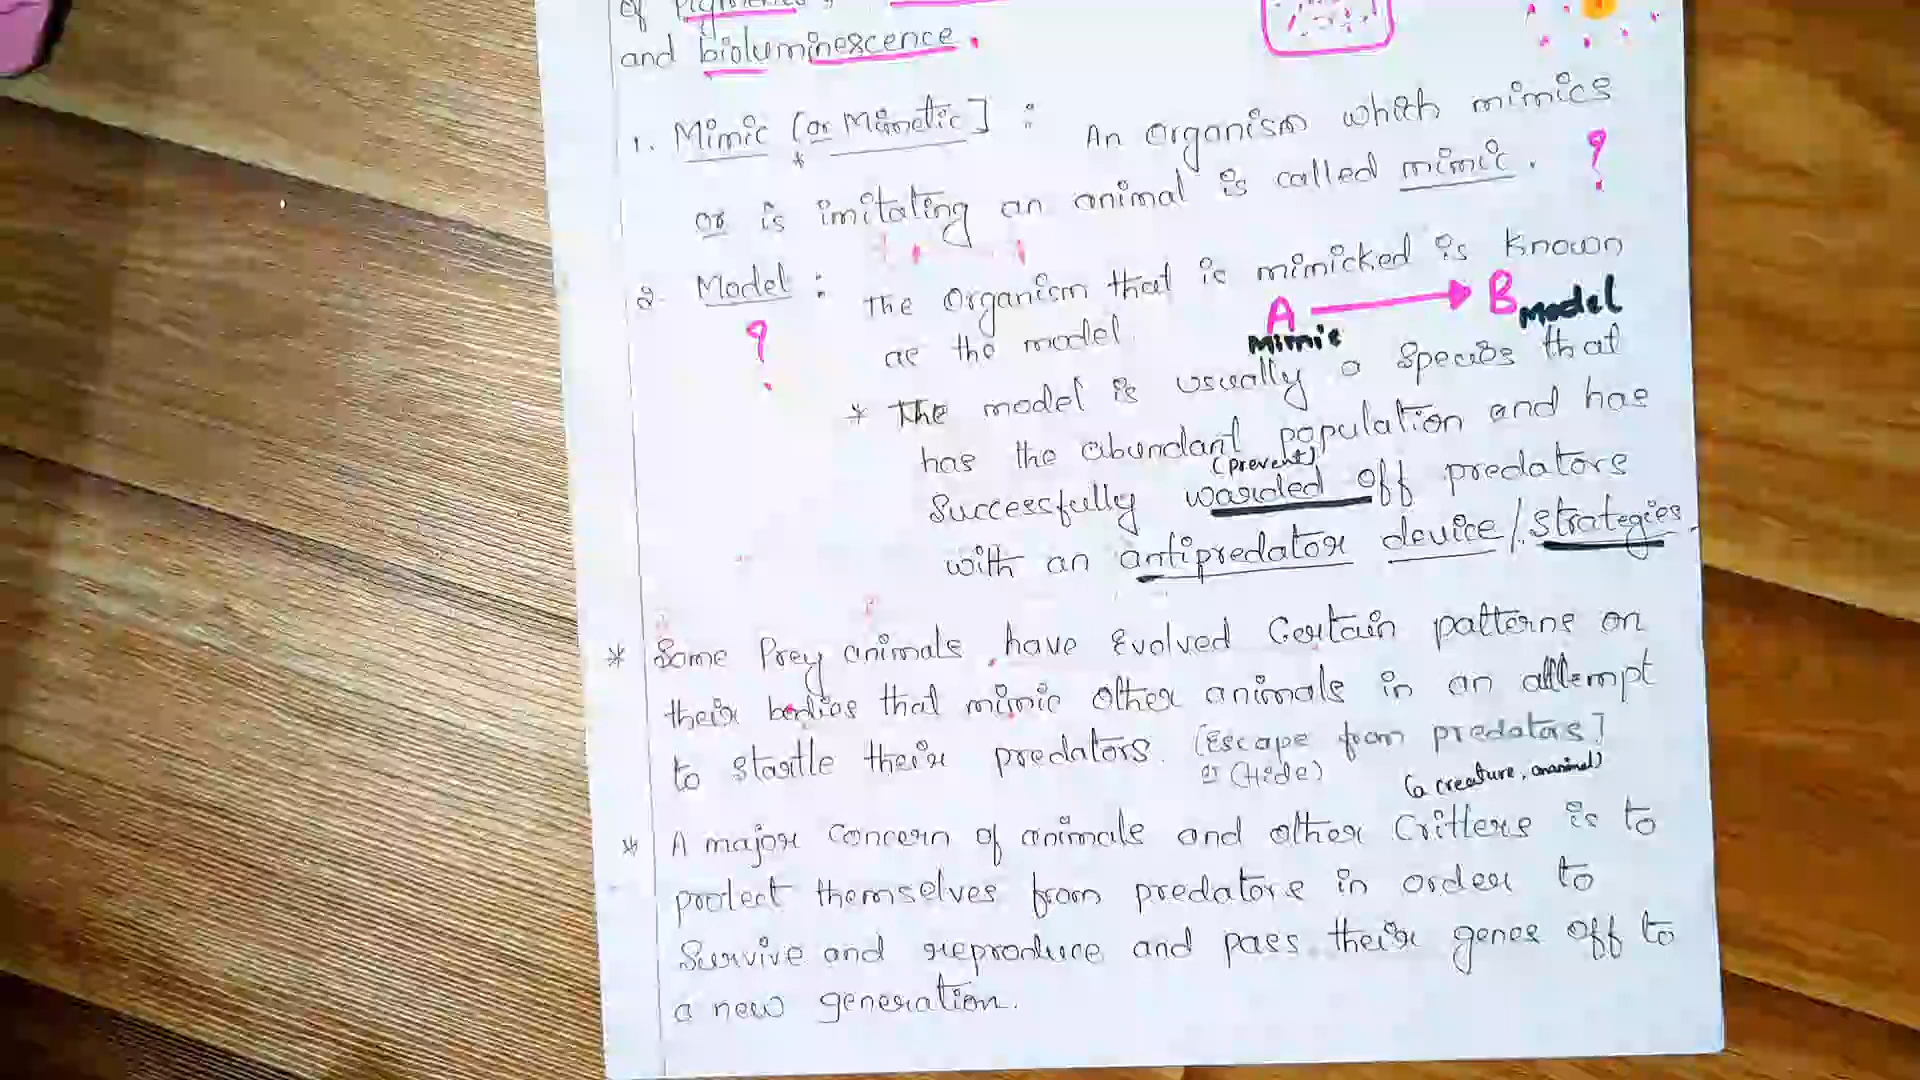 of pigments,
and bioluminescence.
1. Mimic [or Mimetic] : An organism which mimics
or is imitating an animal is called mimic. ?
2. Model : The organism that is mimicked is known
as the model. A → B
Mimic Model
?
* The model is usually a species that
has the abundant population and has
(prevent)
Successfully warded off predators
with an antipredator device/strategies.
* Some Prey animals, have Evolved Certain patterns on
their bodies that mimic other animals in an attempt
to startle their predators. [Escape from predators]
or (Hide)
(a creature, an animal)
* A major concern of animals and other Critters is to
protect themselves from predators in order to
Survive and reproduce and pass their genes off to
a new generation.